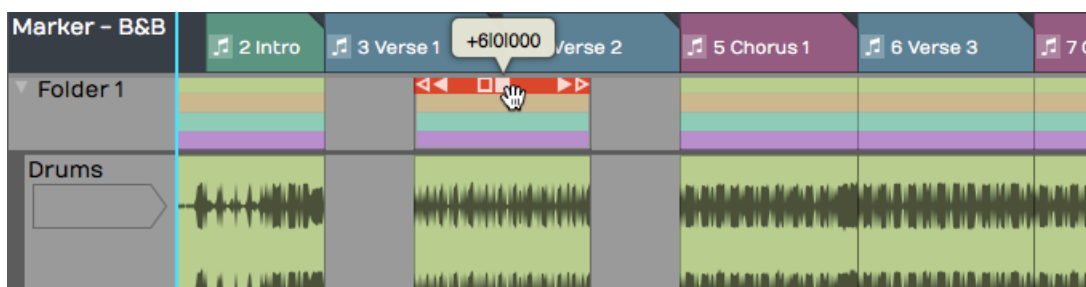 Marker - B&B
2 Intro
3 Verse 1
+6|0|000
Verse 2
5 Chorus 1
6 Verse 3
7
Folder 1
Drums